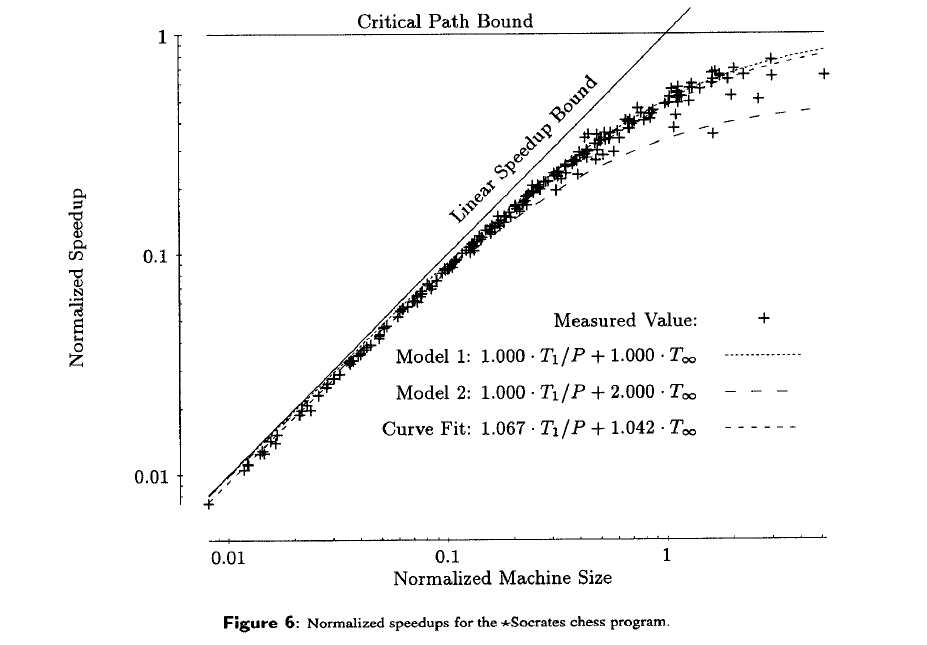 Critical Path Bound
1
Linear Speedup Bound
Normalized Speedup
0.1
Measured Value: +
Model 1: 1.000 · T₁/P + 1.000 · T∞
Model 2: 1.000 · T₁/P + 2.000 · T∞
Curve Fit: 1.067 · T₁/P + 1.042 · T∞
0.01
0.01 0.1 1
Normalized Machine Size
Figure 6: Normalized speedups for the ⋆Socrates chess program.